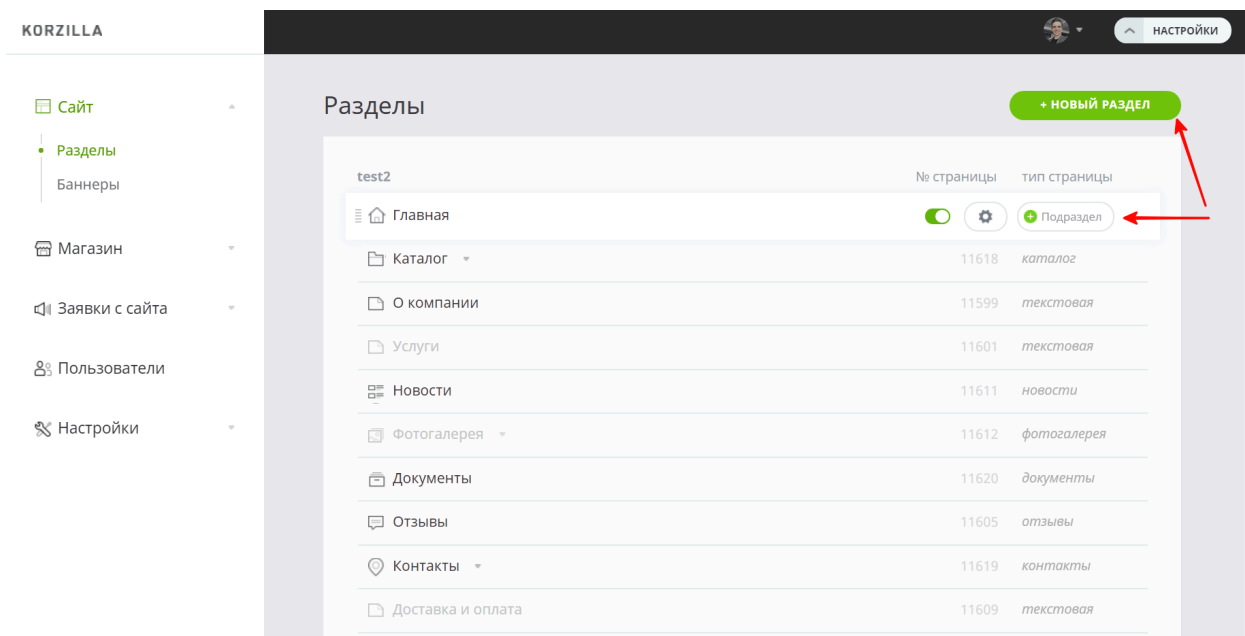 KORZILLA
НАСТРОЙКИ
Сайт
Разделы
Баннеры
Магазин
Заявки с сайта
Пользователи
Настройки
Разделы
+ НОВЫЙ РАЗДЕЛ
test2 № страницы тип страницы
Главная Подраздел
Каталог 11618 каталог
О компании 11599 текстовая
Услуги 11601 текстовая
Новости 11611 новости
Фотогалерея 11612 фотогалерея
Документы 11620 документы
Отзывы 11605 отзывы
Контакты 11619 контакты
Доставка и оплата 11609 текстовая